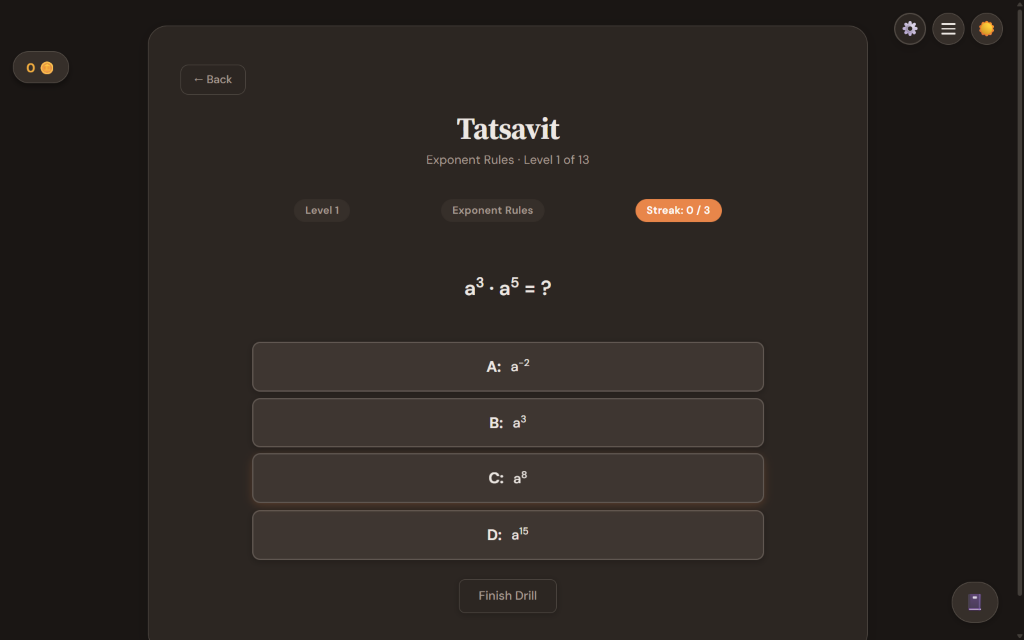 0
← Back
Tatsavit
Exponent Rules · Level 1 of 13
Level 1 Exponent Rules Streak: 0 / 3
a³ · a⁵ = ?
A: a⁻²
B: a³
C: a⁸
D: a¹⁵
Finish Drill